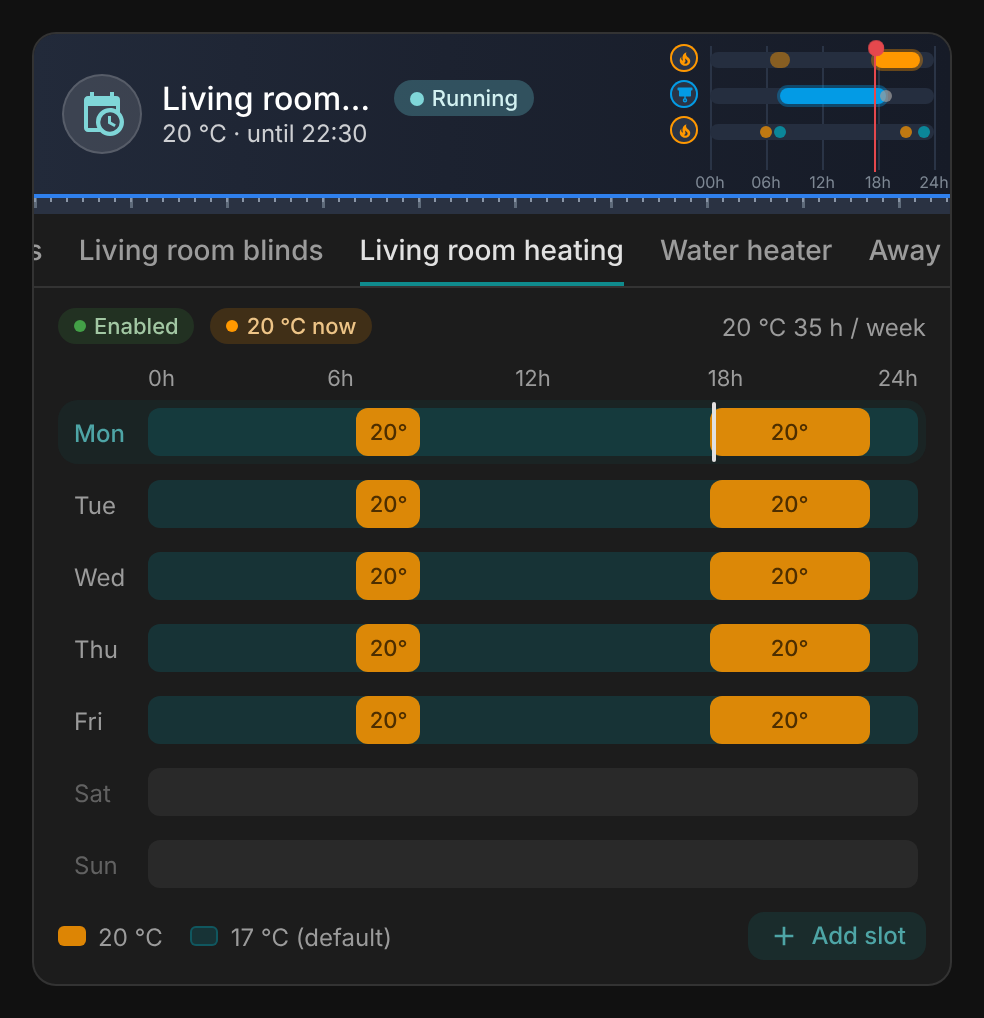 Living room...
Running
20 °C · until 22:30
00h 06h 12h 18h 24h
s Living room blinds Living room heating Water heater Away
Enabled 20 °C now 20 °C 35 h / week
0h 6h 12h 18h 24h
Mon 20° 20°
Tue 20° 20°
Wed 20° 20°
Thu 20° 20°
Fri 20° 20°
Sat
Sun
20 °C 17 °C (default) + Add slot